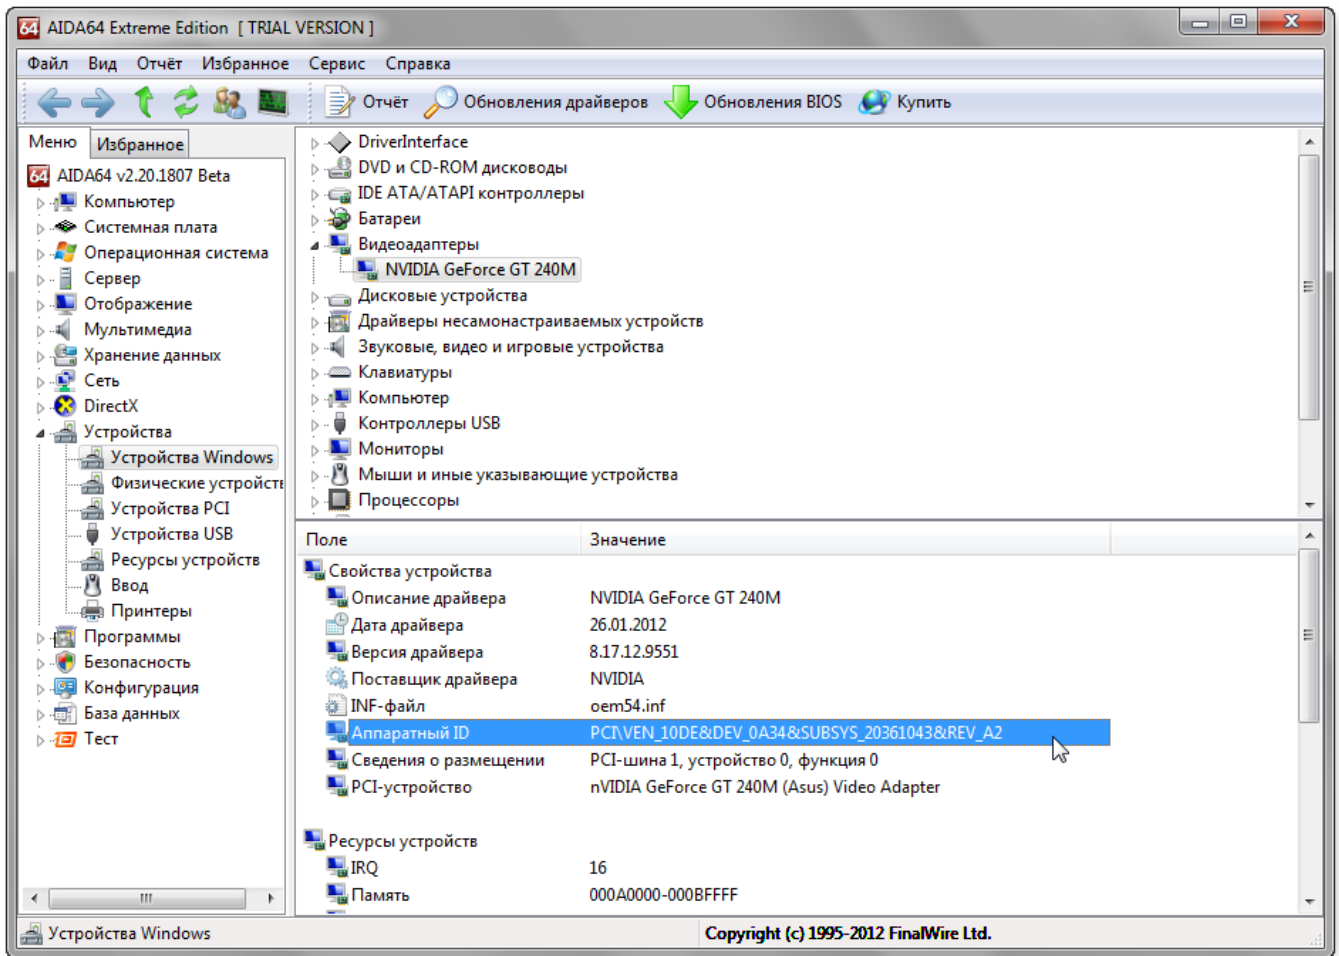 AIDA64 Extreme Edition [ TRIAL VERSION ]
Файл Вид Отчёт Избранное Сервис Справка
Отчёт Обновления драйверов Обновления BIOS Купить
Меню Избранное
64 AIDA64 v2.20.1807 Beta
Компьютер
Системная плата
Операционная система
Сервер
Отображение
Мультимедиа
Хранение данных
Сеть
DirectX
Устройства
Устройства Windows
Физические устройств
Устройства PCI
Устройства USB
Ресурсы устройств
Ввод
Принтеры
Программы
Безопасность
Конфигурация
База данных
Тест
DriverInterface
DVD и CD-ROM дисководы
IDE ATA/ATAPI контроллеры
Батареи
Видеоадаптеры
NVIDIA GeForce GT 240M
Дисковые устройства
Драйверы несамонастраиваемых устройств
Звуковые, видео и игровые устройства
Клавиатуры
Компьютер
Контроллеры USB
Мониторы
Мыши и иные указывающие устройства
Процессоры
Поле Значение
Свойства устройства
Описание драйвера NVIDIA GeForce GT 240M
Дата драйвера 26.01.2012
Версия драйвера 8.17.12.9551
Поставщик драйвера NVIDIA
INF-файл oem54.inf
Аппаратный ID PCI\VEN_10DE&DEV_0A34&SUBSYS_20361043&REV_A2
Сведения о размещении PCI-шина 1, устройство 0, функция 0
PCI-устройство nVIDIA GeForce GT 240M (Asus) Video Adapter
Ресурсы устройств
IRQ 16
Память 000A0000-000BFFFF
Устройства Windows Copyright (c) 1995-2012 FinalWire Ltd.